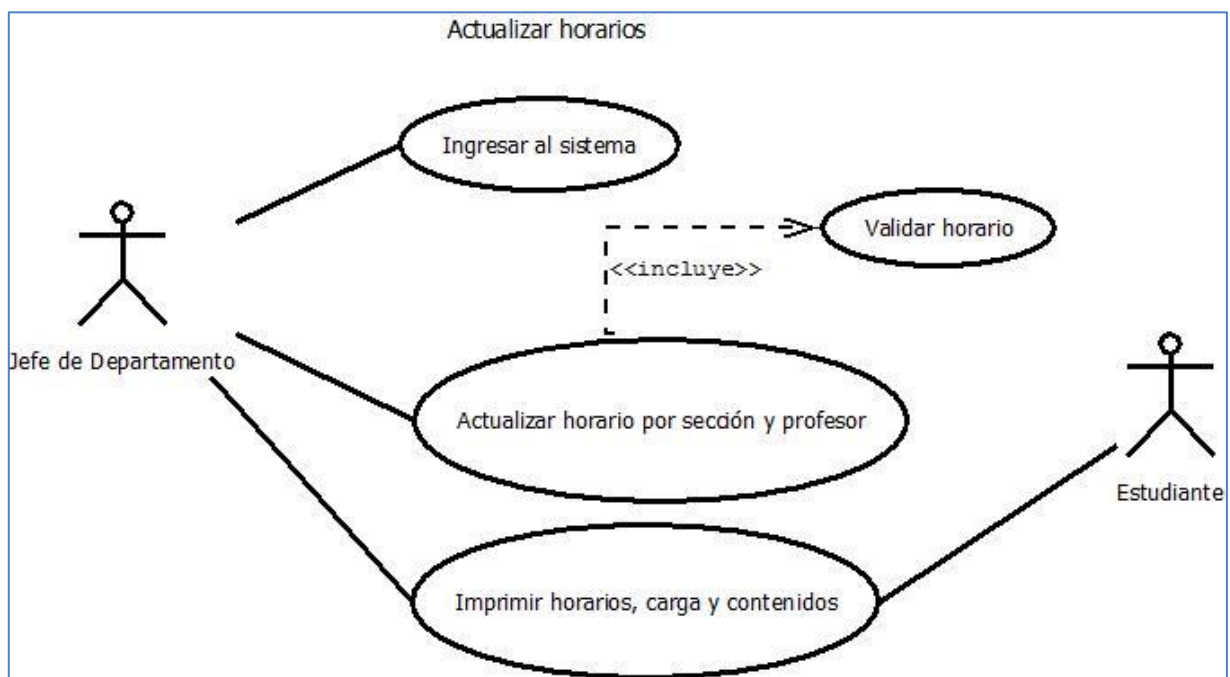 Actualizar horarios
Ingresar al sistema
Validar horario
<<incluye>>
Jefe de Departamento
Actualizar horario por sección y profesor
Estudiante
Imprimir horarios, carga y contenidos